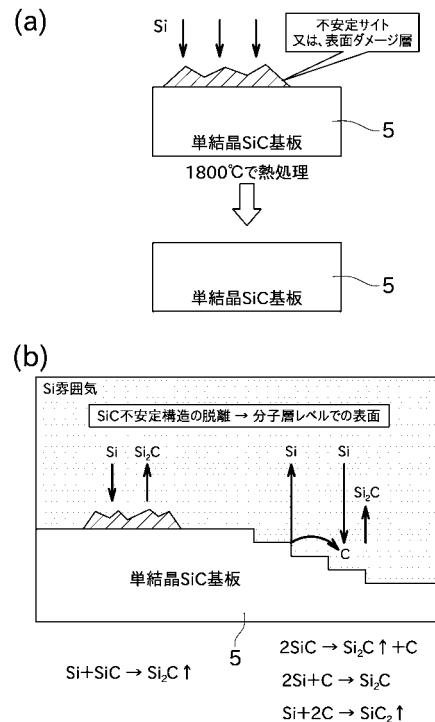 (a)
Si
不安定サイト
又は、表面ダメージ層
単結晶SiC基板
5
1800℃で熱処理
単結晶SiC基板
5
(b)
Si雰囲気
SiC不安定構造の脱離 → 分子層レベルでの表面
Si Si₂C Si Si Si₂C
C
単結晶SiC基板
5
Si+SiC → Si₂C↑
2SiC → Si₂C↑+C
2Si+C → Si₂C
Si+2C → SiC₂↑